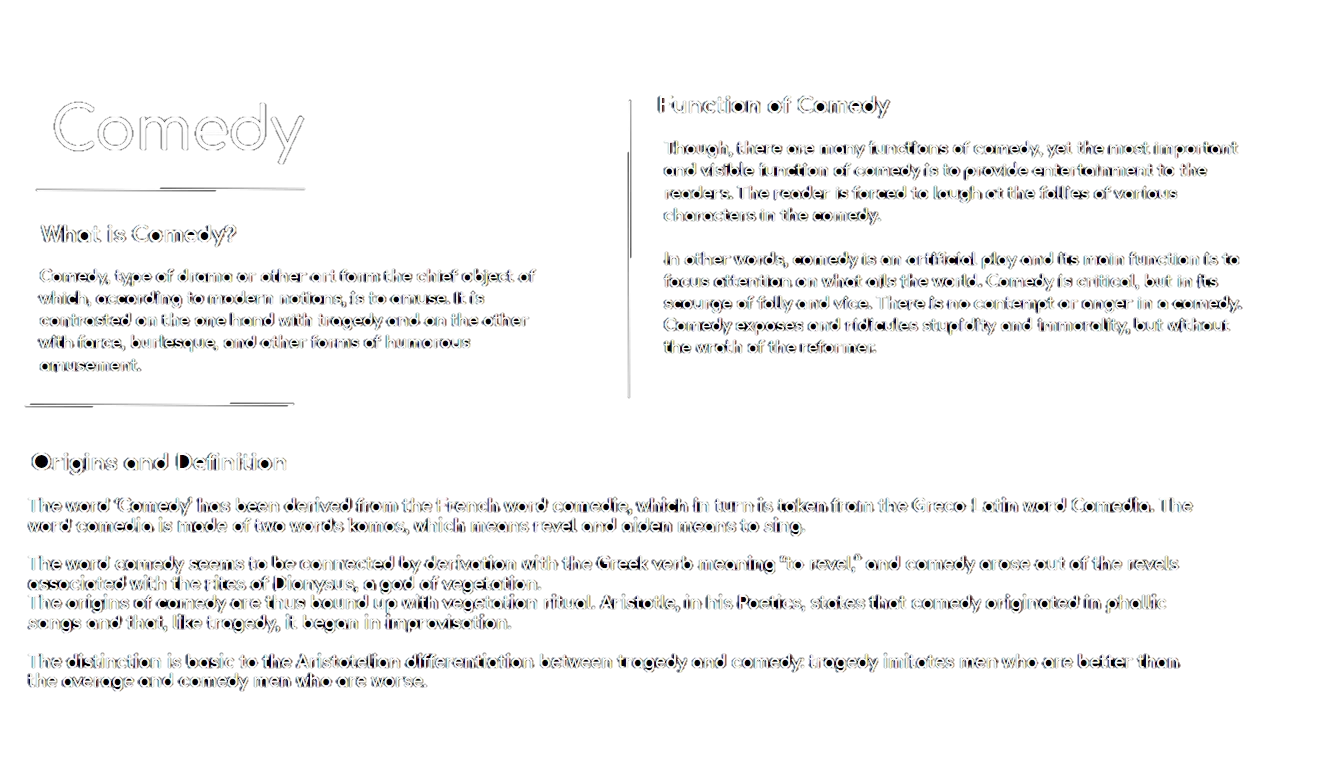 Comedy
What is Comedy?
Comedy, type of drama or other art form the chief object of
which, according to modern notions, is to amuse. It is
contrasted on the one hand with tragedy and on the other
with farce, burlesque, and other forms of humorous
amusement.
Function of Comedy
Though, there are many functions of comedy, yet the most important
and visible function of comedy is to provide entertainment to the
readers. The reader is forced to laugh at the follies of various
characters in the comedy.
In other words, comedy is an artificial play and its main function is to
focus attention on what ails the world. Comedy is critical, but in its
scourge of folly and vice. There is no contempt or anger in a comedy.
Comedy exposes and ridicules stupidity and immorality, but without
the wrath of the reformer.
Origins and Definition
The word ‘Comedy’ has been derived from the French word comedie, which in turn is taken from the Greco-Latin word Comedia. The
word comedia is made of two words komos, which means revel and aiden means to sing.
The word comedy seems to be connected by derivation with the Greek verb meaning “to revel,” and comedy arose out of the revels
associated with the rites of Dionysus, a god of vegetation.
The origins of comedy are thus bound up with vegetation ritual. Aristotle, in his Poetics, states that comedy originated in phallic
songs and that, like tragedy, it began in improvisation.
The distinction is basic to the Aristotelian differentiation between tragedy and comedy: tragedy imitates men who are better than
the average and comedy men who are worse.